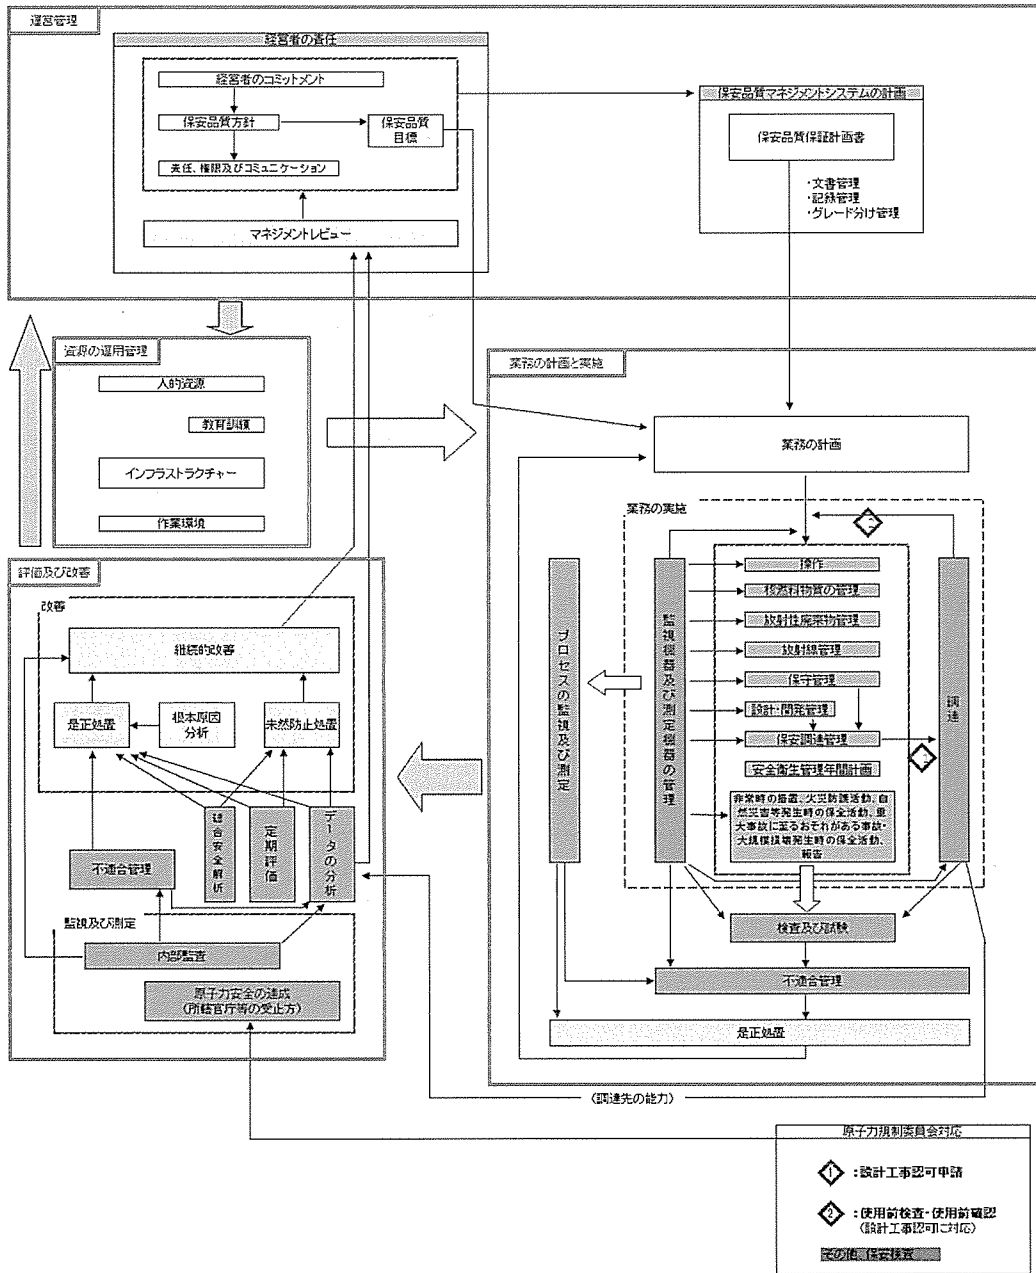 運営管理
経営者の責任
経営者のコミットメント
保安品質方針
保安品質
目標
責任、権限及びコミュニケーション
マネジメントレビュー
保安品質マネジメントシステムの計画
保安品質保証計画書
・文書管理
・記録管理
・グレード分け管理
資源の運用管理
人的資源
教育訓練
インフラストラクチャー
作業環境
業務の計画と実施
業務の計画
業務の実施
2
プロセスの監視及び測定
監視機器及び測定機器の管理
操作
核燃料物質の管理
放射性廃棄物管理
放射線管理
保守管理
設計・開発管理
保安調達管理
安全衛生管理年間計画
非常時の措置、火災防護活動、自
然災害等発生時の保全活動、重
大事故に至るおそれがある事故・
大規模損壊発生時の保全活動、
報告
調達
検査及び試験
不適合管理
是正処置
評価及び改善
改善
継続的改善
是正処置
根本原因
分析
未然防止処置
不適合管理
総合安全解析
定期評価
データの分析
監視及び測定
内部監査
原子力安全の達成
(所轄官庁等の受止方)
(調達先の能力)
原子力規制委員会対応
1 :設計工事認可申請
2 :使用前検査・使用前確認
(設計工事認可に対応)
その他、保安検査